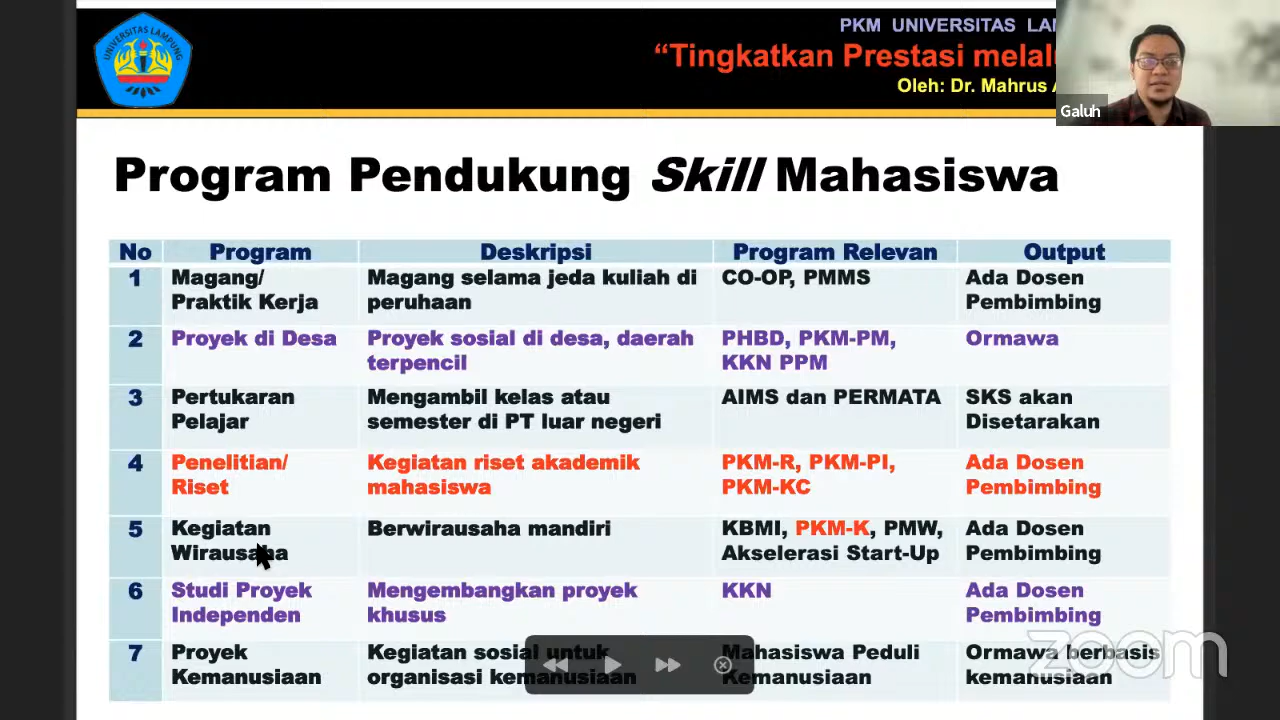 UNIVERSITAS LAMPUNG
PKM UNIVERSITAS
“Tingkatkan Prestasi
Oleh: Dr. Mahrus
Galuh
Program Pendukung Skill Mahasiswa
No Program Deskripsi Program Relevan Output
1 Magang/ Magang selama jeda kuliah di CO-OP, PMMS Ada Dosen
Praktik Kerja peruhaan Pembimbing
2 Proyek di Desa Proyek sosial di desa, daerah PHBD, PKM-PM, Ormawa
terpencil KKN PPM
3 Pertukaran Mengambil kelas atau AIMS dan PERMATA SKS akan
Pelajar semester di PT luar negeri Disetarakan
4 Penelitian/ Kegiatan riset akademik PKM-R, PKM-PI, Ada Dosen
Riset mahasiswa PKM-KC Pembimbing
5 Kegiatan Berwirausaha mandiri KBMI, PKM-K, PMW, Ada Dosen
Wirausaha Akselerasi Start-Up Pembimbing
6 Studi Proyek Mengembangkan proyek KKN Ada Dosen
Independen khusus Pembimbing
7 Proyek Kegiatan sosial untuk Mahasiswa Peduli Ormawa berbasis
Kemanusiaan organisasi kemanusiaan Kemanusiaan kemanusiaan
zoom